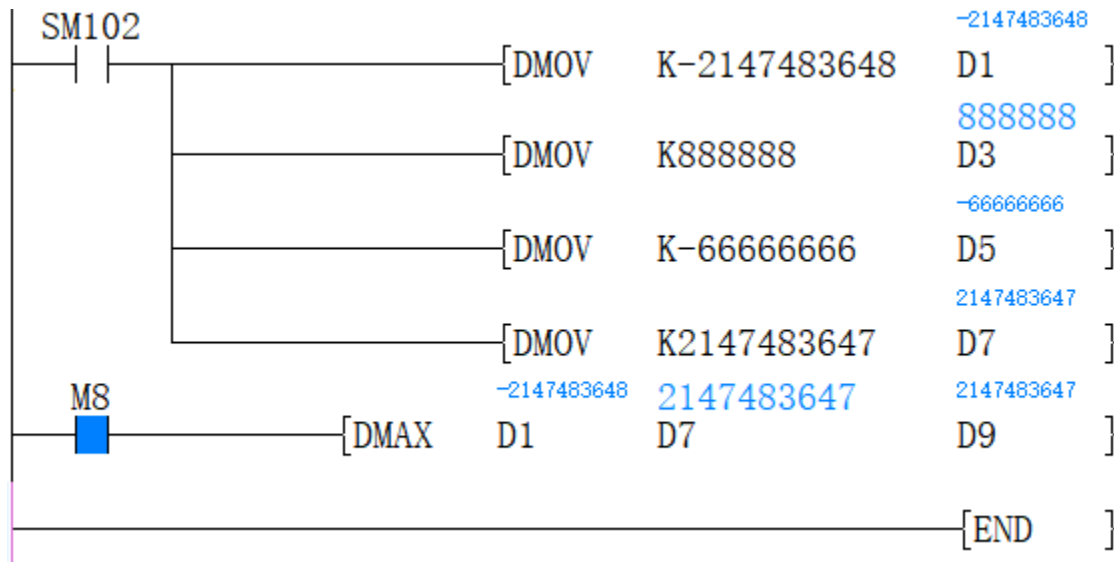 SM102
-2147483648
[DMOV K-2147483648 D1 ]
888888
[DMOV K888888 D3 ]
-66666666
[DMOV K-66666666 D5 ]
2147483647
[DMOV K2147483647 D7 ]
M8 -2147483648 2147483647 2147483647
[DMAX D1 D7 D9 ]
[END ]